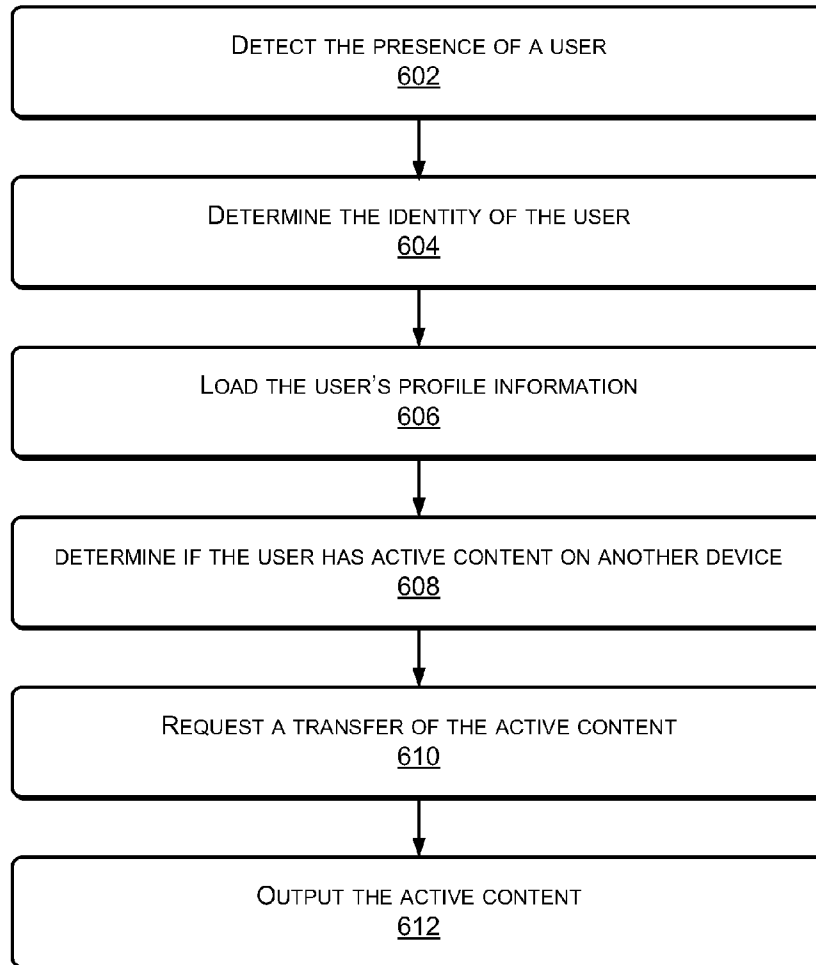 DETECT THE PRESENCE OF A USER
602
DETERMINE THE IDENTITY OF THE USER
604
LOAD THE USER'S PROFILE INFORMATION
606
DETERMINE IF THE USER HAS ACTIVE CONTENT ON ANOTHER DEVICE
608
REQUEST A TRANSFER OF THE ACTIVE CONTENT
610
OUTPUT THE ACTIVE CONTENT
612